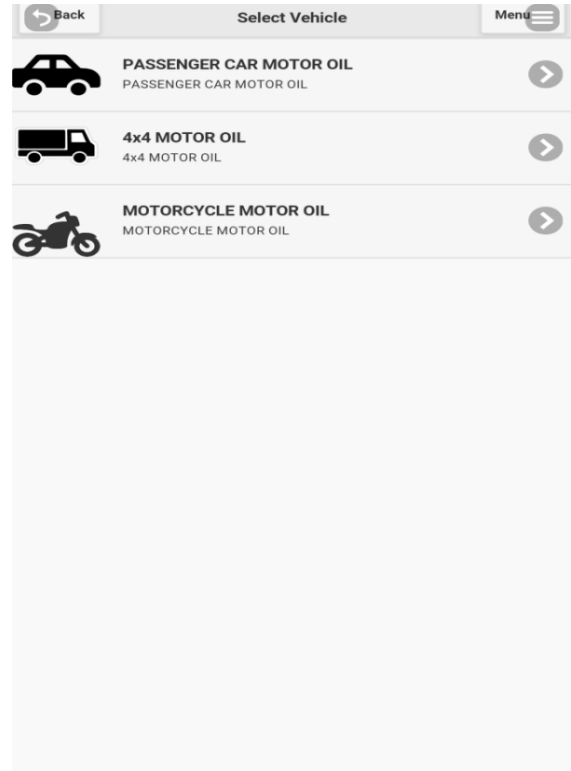 Back
Select Vehicle
Menu
PASSENGER CAR MOTOR OIL
PASSENGER CAR MOTOR OIL
4x4 MOTOR OIL
4x4 MOTOR OIL
MOTORCYCLE MOTOR OIL
MOTORCYCLE MOTOR OIL